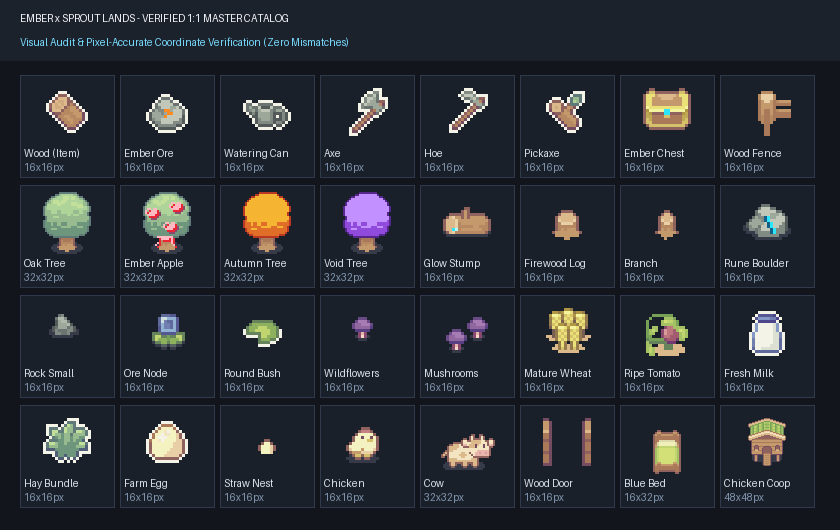 EMBER x SPROUT LANDS - VERIFIED 1:1 MASTER CATALOG
Visual Audit & Pixel-Accurate Coordinate Verification (Zero Mismatches)
Wood (Item)
16x16px
Ember Ore
16x16px
Watering Can
16x16px
Axe
16x16px
Hoe
16x16px
Pickaxe
16x16px
Ember Chest
16x16px
Wood Fence
16x16px
Oak Tree
32x32px
Ember Apple
32x32px
Autumn Tree
32x32px
Void Tree
32x32px
Glow Stump
16x16px
Firewood Log
16x16px
Branch
16x16px
Rune Boulder
16x16px
Rock Small
16x16px
Ore Node
16x16px
Round Bush
16x16px
Wildflowers
16x16px
Mushrooms
16x16px
Mature Wheat
16x16px
Ripe Tomato
16x16px
Fresh Milk
16x16px
Hay Bundle
16x16px
Farm Egg
16x16px
Straw Nest
16x16px
Chicken
16x16px
Cow
32x32px
Wood Door
16x16px
Blue Bed
16x32px
Chicken Coop
48x48px